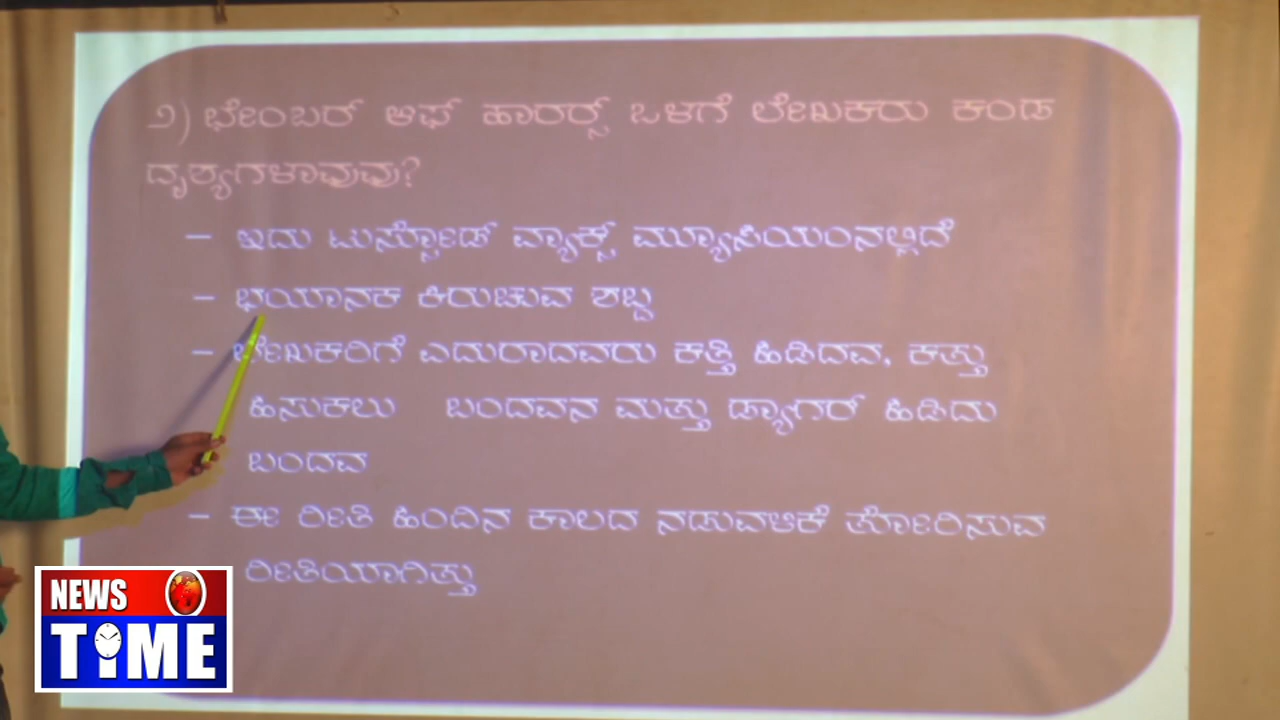 ೨) ಛೇಂಬರ್ ಆಫ್ ಹಾರರ್ಸ್ ಒಳಗೆ ಲೇಖಕರು ಕಂಡ
ದೃಶ್ಯಗಳಾವುವು?
– ಇದು ಟುಸ್ಸೋಡ್ ವ್ಯಾಕ್ಸ್ ಮ್ಯೂಸಿಯಂನಲ್ಲಿದೆ
– ಭಯಾನಕ ಕಿರುಚುವ ಶಬ್ದ
– ಲೇಖಕರಿಗೆ ಎದುರಾದವರು ಕತ್ತಿ ಹಿಡಿದವ, ಕತ್ತು
ಹಿಸುಕಲು ಬಂದವನ ಮತ್ತು ಡ್ಯಾಗರ್ ಹಿಡಿದು
ಬಂದವ
– ಈ ರೀತಿ ಹಿಂದಿನ ಕಾಲದ ನಡುವಳಿಕೆ ತೋರಿಸುವ
ರೀತಿಯಾಗಿತ್ತು
NEWS
TIME